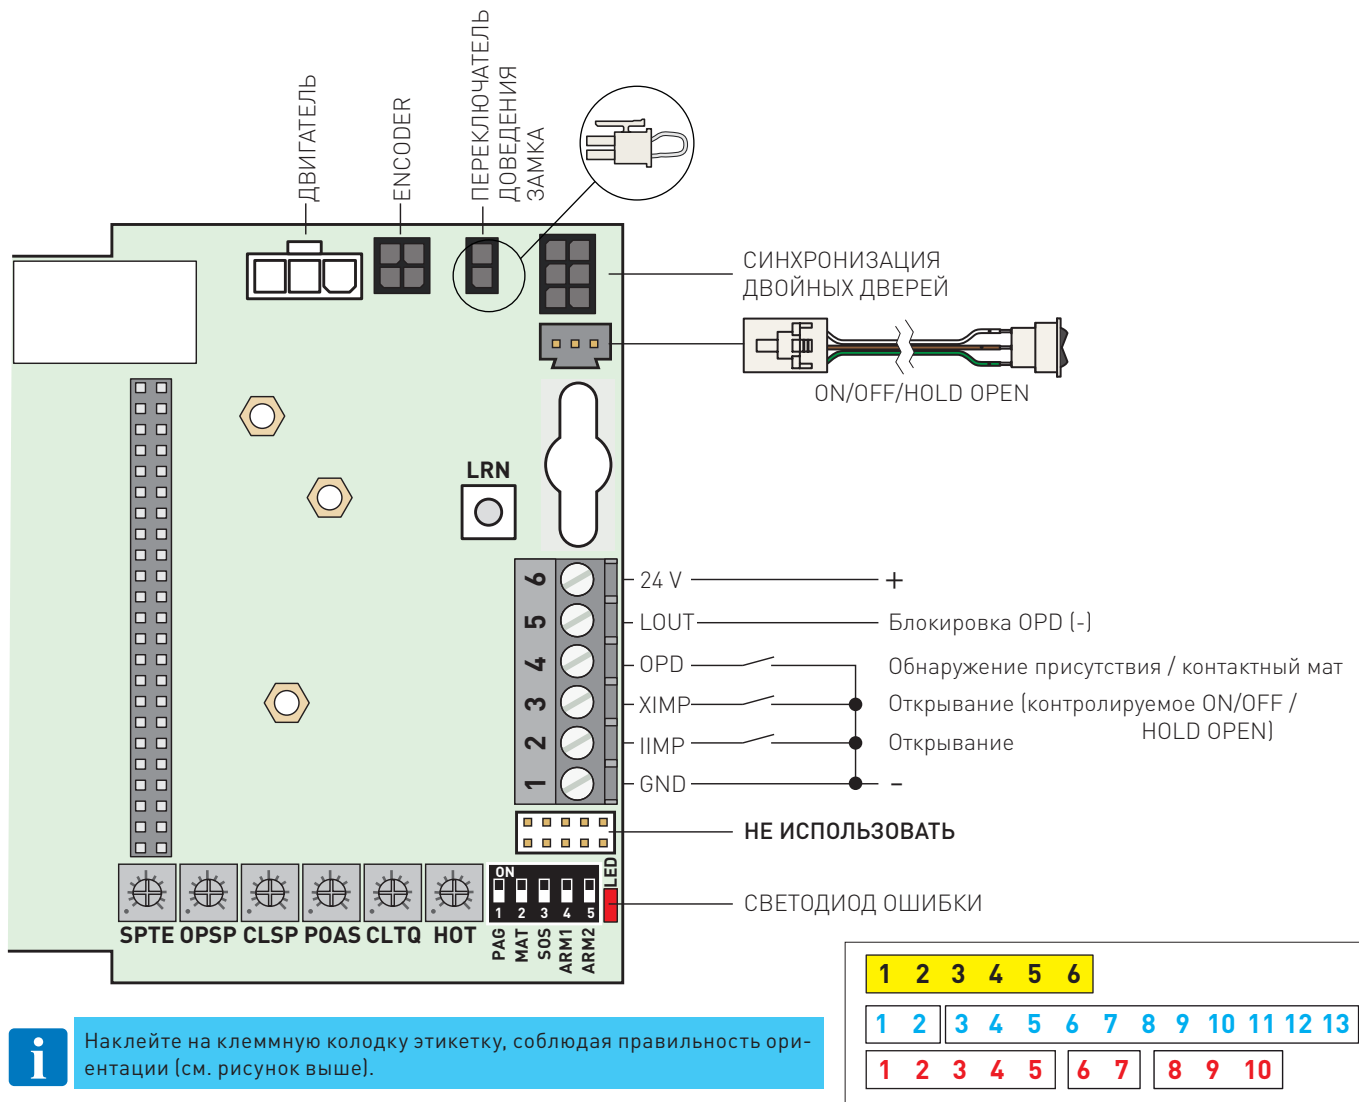 ДВИГАТЕЛЬ
ENCODER
ПЕРЕКЛЮЧАТЕЛЬ
ДОВЕДЕНИЯ
ЗАМКА
СИНХРОНИЗАЦИЯ
ДВОЙНЫХ ДВЕРЕЙ
ON/OFF/HOLD OPEN
LRN
6 24 V +
5 LOUT Блокировка OPD (-)
4 OPD Обнаружение присутствия / контактный мат
3 XIMP Открывание (контролируемое ON/OFF /
HOLD OPEN)
2 IIMP Открывание
1 GND -
НЕ ИСПОЛЬЗОВАТЬ
ON
1 2 3 4 5
LED
СВЕТОДИОД ОШИБКИ
SPTE OPSP CLSP POAS CLTQ HOT
PAG
MAT
SOS
ARM1
ARM2
1 2 3 4 5 6
1 2 3 4 5 6 7 8 9 10 11 12 13
1 2 3 4 5 6 7 8 9 10
i
Наклейте на клеммную колодку этикетку, соблюдая правильность ори-
ентации (см. рисунок выше).